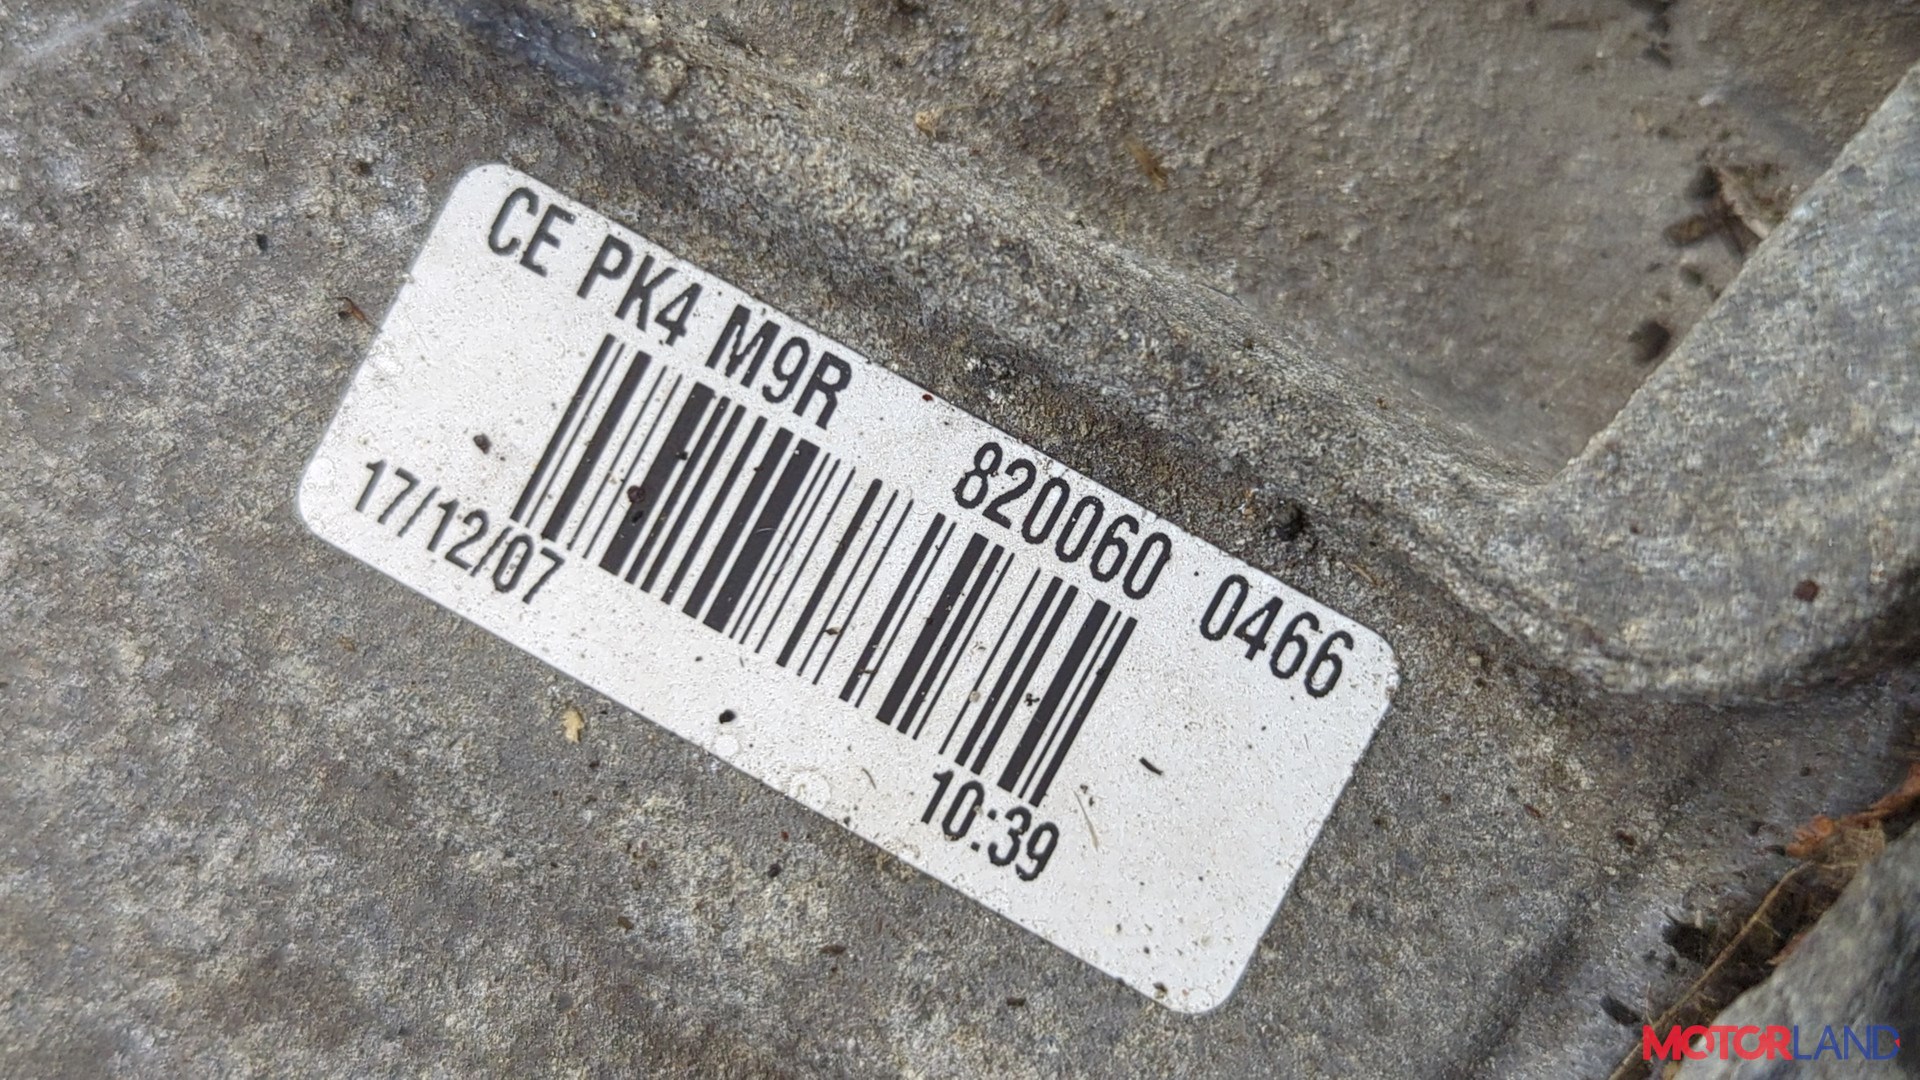 CE PK4 M9R 820060 0466
17/12/07 10:39
MOTORLAND